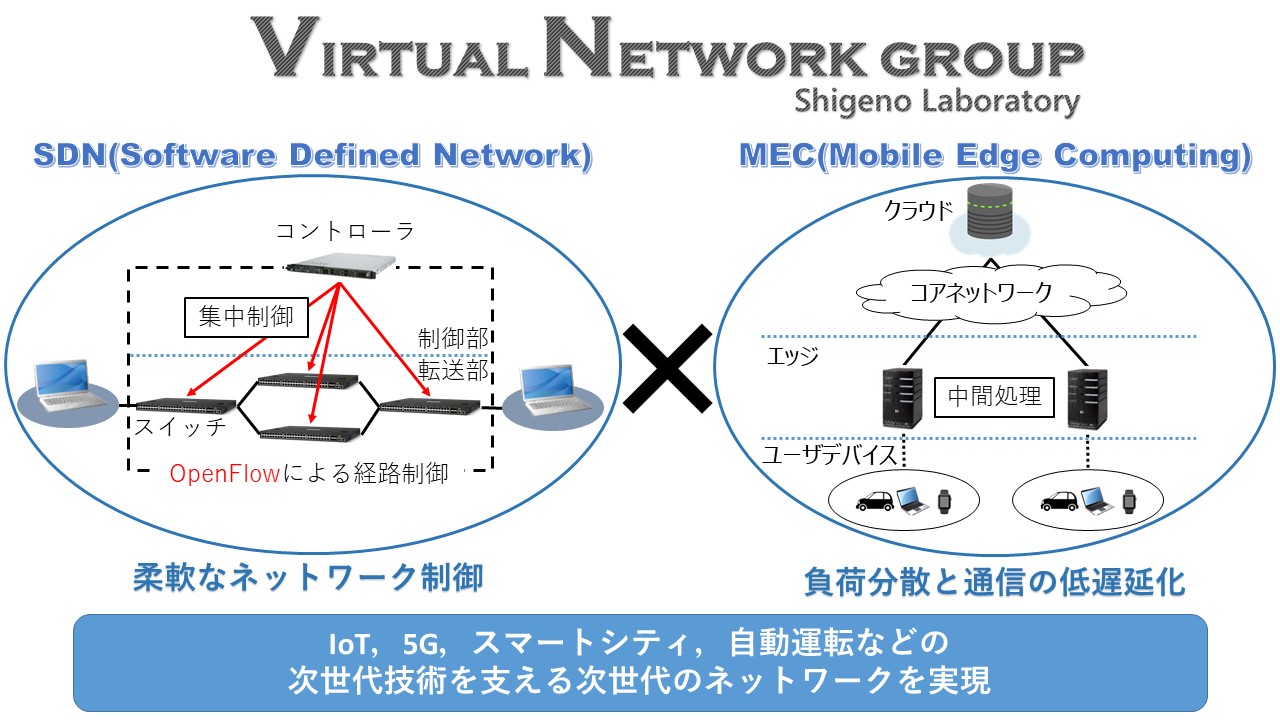 VIRTUAL NETWORK GROUP
Shigeno Laboratory
SDN(Software Defined Network)
コントローラ
集中制御
制御部
転送部
スイッチ
OpenFlowによる経路制御
柔軟なネットワーク制御
MEC(Mobile Edge Computing)
クラウド
コアネットワーク
エッジ
中間処理
ユーザデバイス
負荷分散と通信の低遅延化
IoT，5G，スマートシティ，自動運転などの
次世代技術を支える次世代のネットワークを実現